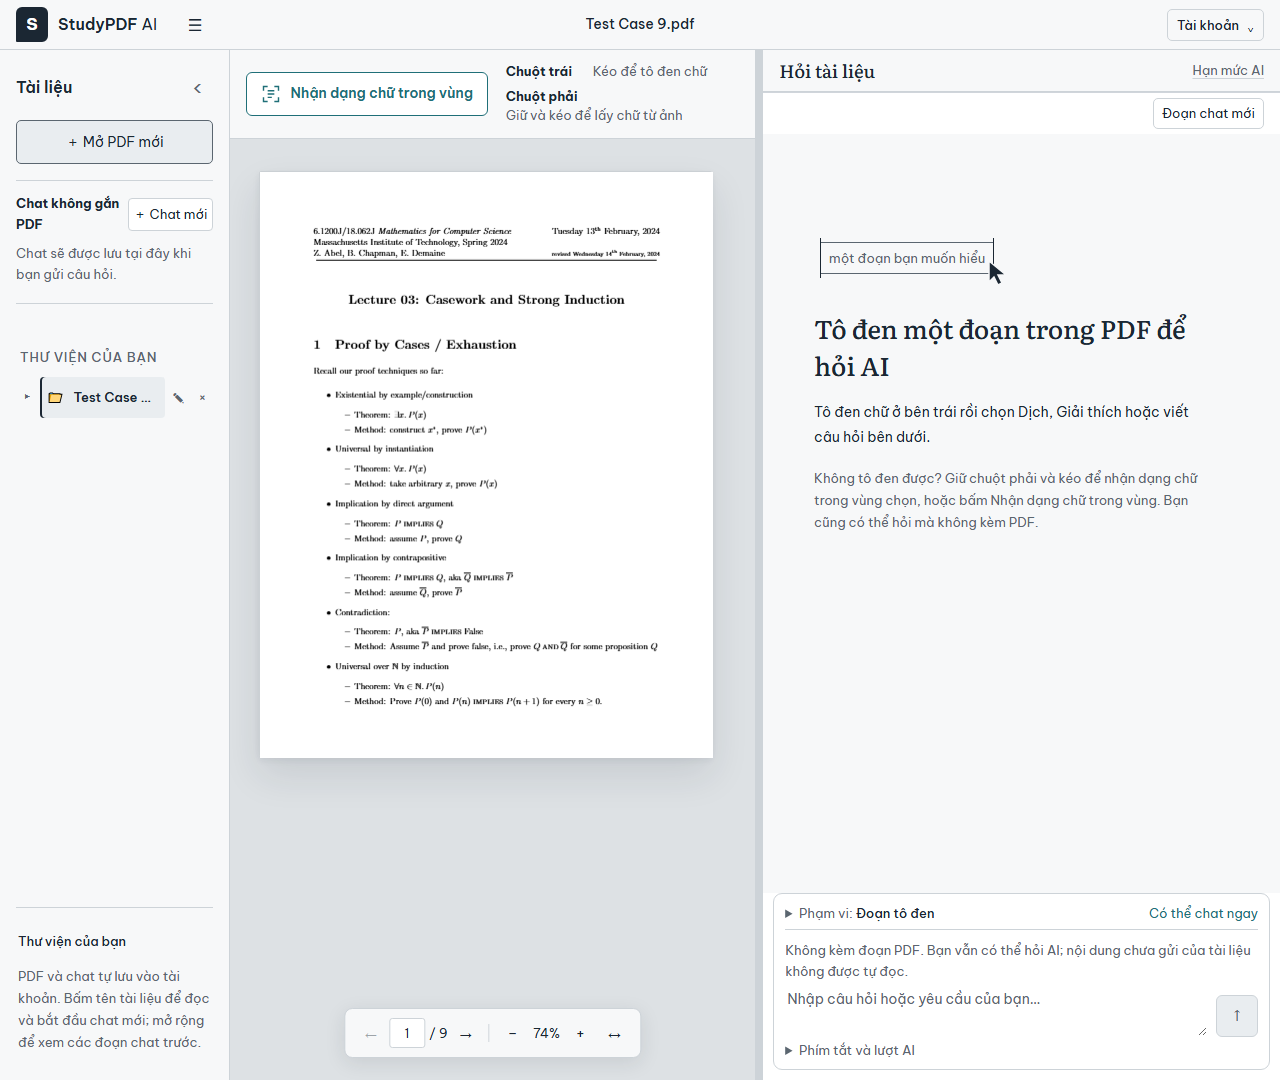 S StudyPDF AI ☰
Test Case 9.pdf
Tài khoản
Tài liệu
+ Mở PDF mới
Chat không gắn PDF
+ Chat mới
Chat sẽ được lưu tại đây khi
bạn gửi câu hỏi.
THƯ VIỆN CỦA BẠN
Test Case ...
Thư viện của bạn
PDF và chat tự lưu vào tài
khoản. Bấm tên tài liệu để đọc
và bắt đầu chat mới; mở rộng
để xem các đoạn chat trước.
Nhận dạng chữ trong vùng
Chuột trái Kéo để tô đen chữ
Chuột phải
Giữ và kéo để lấy chữ từ ảnh
6.1200J/18.062J Mathematics for Computer Science Tuesday 13th February, 2024
Massachusetts Institute of Technology, Spring 2024
Z. Abel, B. Chapman, E. Demaine revised Wednesday 14th February, 2024
Lecture 03: Casework and Strong Induction
1 Proof by Cases / Exhaustion
Recall our proof techniques so far:
• Existential by example/construction
– Theorem: ∃x. P(x)
– Method: construct x*, prove P(x*)
• Universal by instantiation
– Theorem: ∀x. P(x)
– Method: take arbitrary x, prove P(x)
• Implication by direct argument
– Theorem: P IMPLIES Q
– Method: assume P, prove Q
• Implication by contrapositive
– Theorem: P IMPLIES Q, aka Q̅ IMPLIES P̅
– Method: assume Q̅, prove P̅
• Contradiction:
– Theorem: P, aka P̅ IMPLIES False
– Method: Assume P̅ and prove false, i.e., prove Q AND Q̅ for some proposition Q
• Universal over ℕ by induction
– Theorem: ∀n ∈ ℕ. P(n)
– Method: Prove P(0) and P(n) IMPLIES P(n + 1) for every n ≥ 0.
← 1 / 9 → − 74% + ↔
Hỏi tài liệu
Hạn mức AI
Đoạn chat mới
một đoạn bạn muốn hiểu
Tô đen một đoạn trong PDF để
hỏi AI
Tô đen chữ ở bên trái rồi chọn Dịch, Giải thích hoặc viết
câu hỏi bên dưới.
Không tô đen được? Giữ chuột phải và kéo để nhận dạng chữ
trong vùng chọn, hoặc bấm Nhận dạng chữ trong vùng. Bạn
cũng có thể hỏi mà không kèm PDF.
▶ Phạm vi: Đoạn tô đen Có thể chat ngay
Không kèm đoạn PDF. Bạn vẫn có thể hỏi AI; nội dung chưa gửi của tài liệu
không được tự đọc.
Nhập câu hỏi hoặc yêu cầu của bạn...
↑
▶ Phím tắt và lượt AI